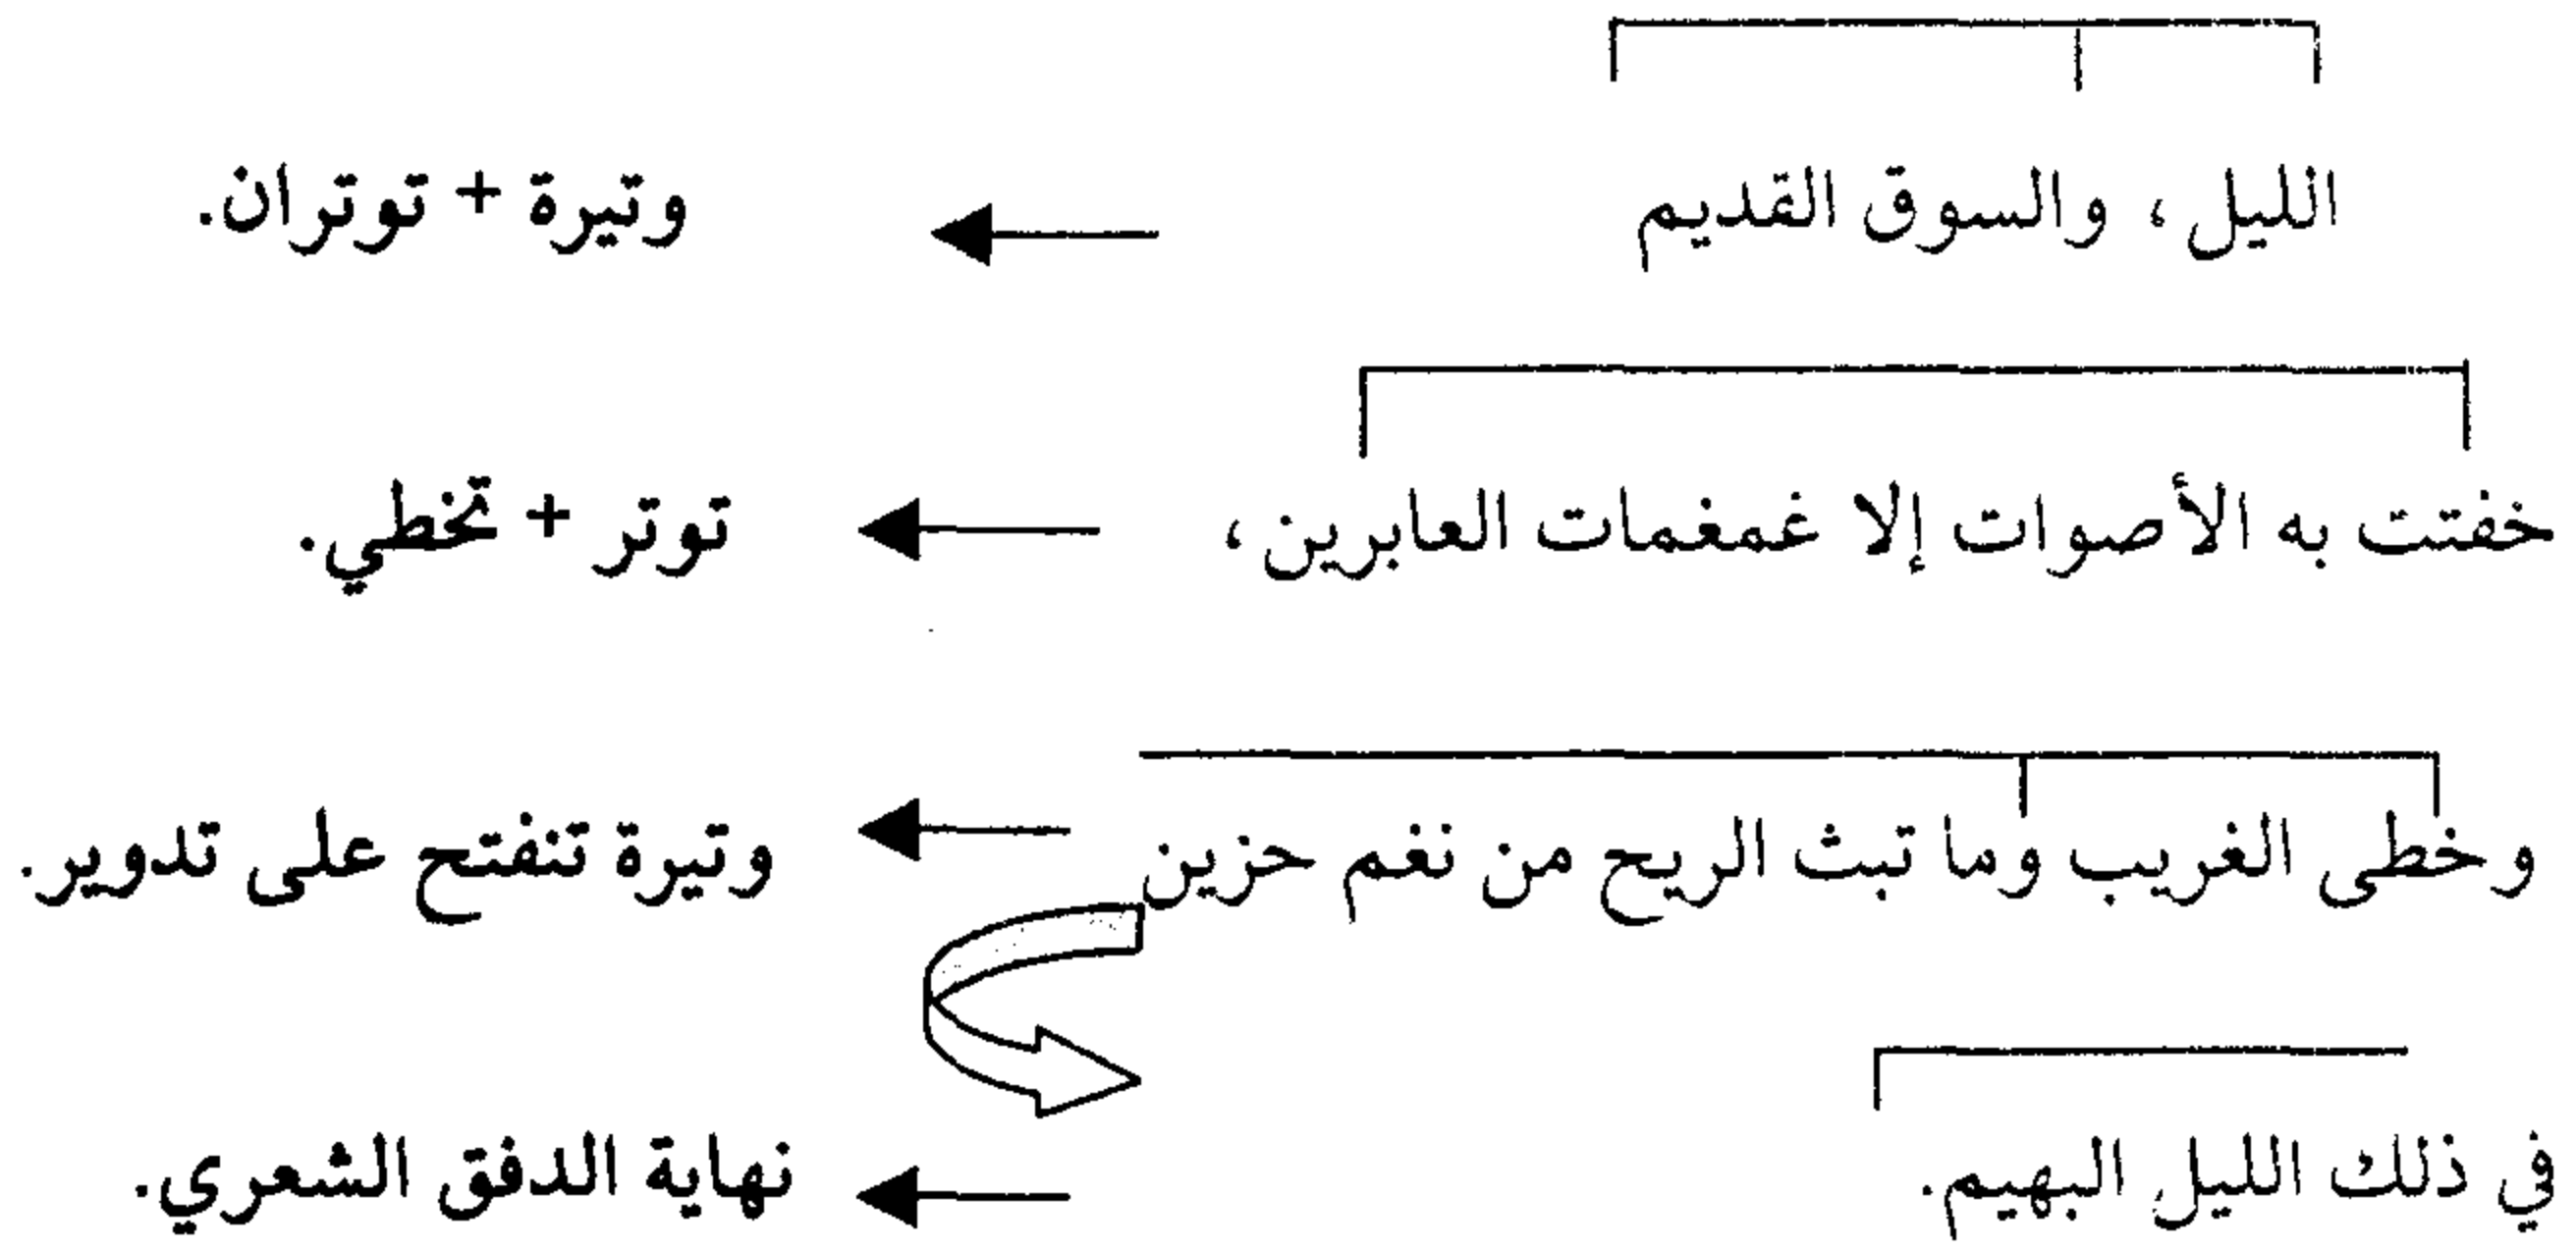 الليل، والسوق القديم ← وتيرة + توتران.
خفتت به الأصوات إلا غمغمات العابرين، ← توتر + تخطي.
وخطى الغريب وما تبث الريح من نغم حزين ← وتيرة تنفتح على تدوير.
في ذلك الليل البهيم. ← نهاية الدفق الشعري.